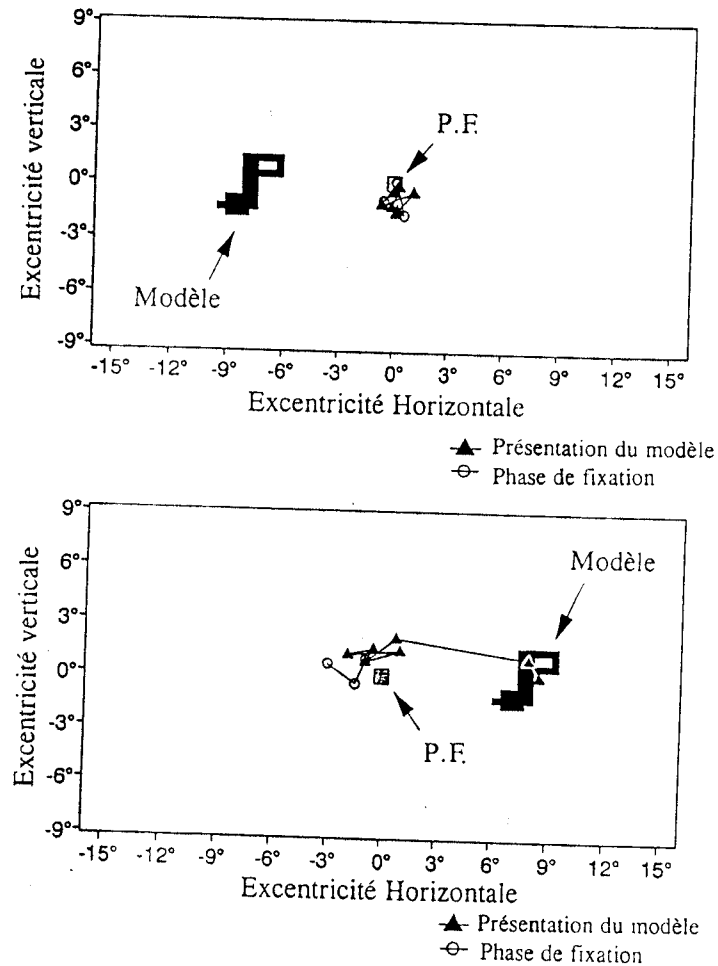 9°
6°
3°
0°
-3°
-6°
-9°
Excentricité verticale
P.F.
Modèle
-15° -12° -9° -6° -3° 0° 3° 6° 9° 12° 15°
Excentricité Horizontale
Présentation du modèle
Phase de fixation
9°
6°
3°
0°
-3°
-6°
-9°
Excentricité verticale
Modèle
P.F.
-15° -12° -9° -6° -3° 0° 3° 6° 9° 12° 15°
Excentricité Horizontale
Présentation du modèle
Phase de fixation